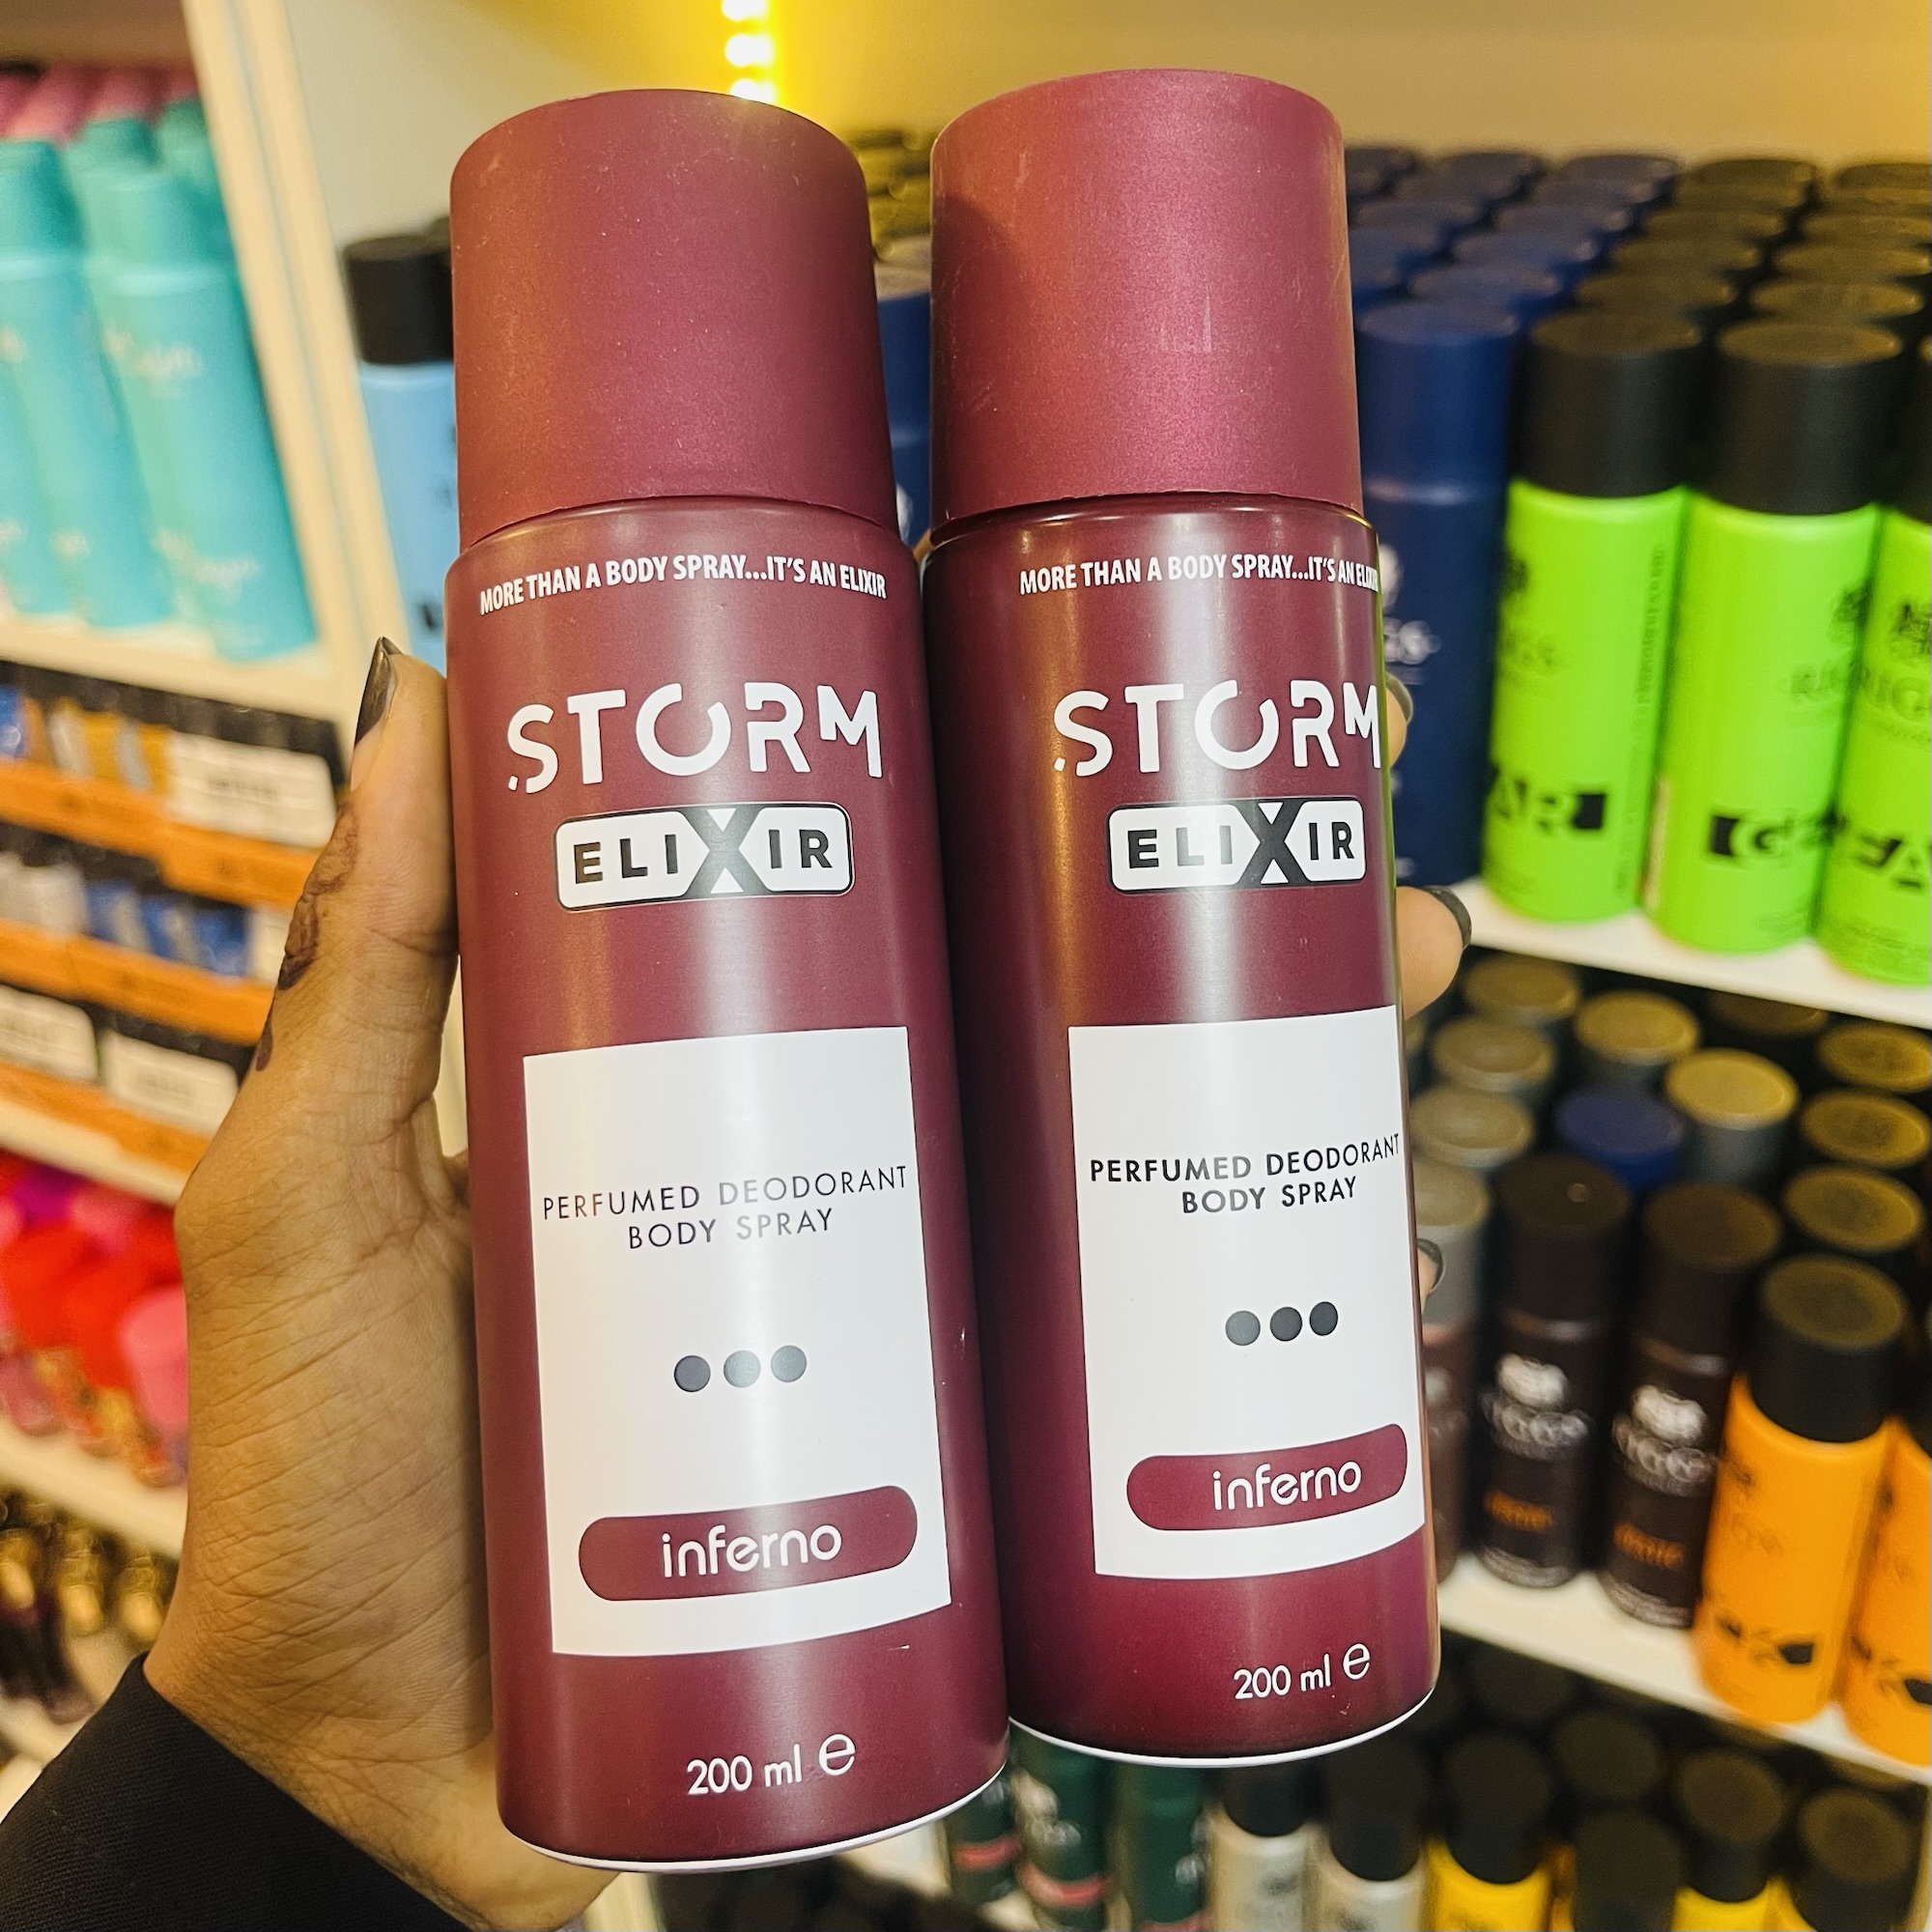 MORE THAN A BODY SPRAY...IT'S AN ELIXIR
STORM
ELIXIR
PERFUMED DEODORANT
BODY SPRAY
inferno
200 ml e
MORE THAN A BODY SPRAY...IT'S AN ELIXIR
STORM
ELIXIR
PERFUMED DEODORANT
BODY SPRAY
inferno
200 ml e